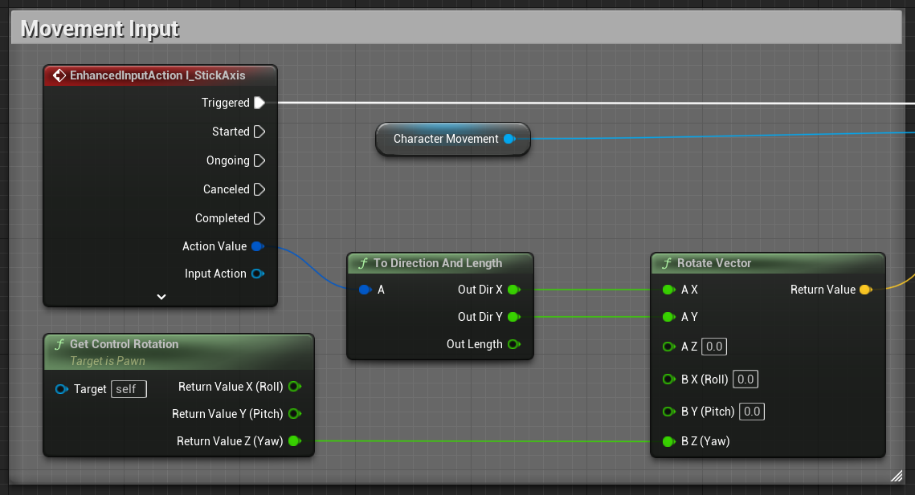 Movement Input
EnhancedInputAction I_StickAxis
Triggered
Started
Ongoing
Canceled
Completed
Action Value
Input Action
Character Movement
f To Direction And Length
A
Out Dir X
Out Dir Y
Out Length
f Rotate Vector
A X
Return Value
A Y
A Z 0.0
B X (Roll) 0.0
B Y (Pitch) 0.0
B Z (Yaw)
f Get Control Rotation
Target is Pawn
Target self
Return Value X (Roll)
Return Value Y (Pitch)
Return Value Z (Yaw)